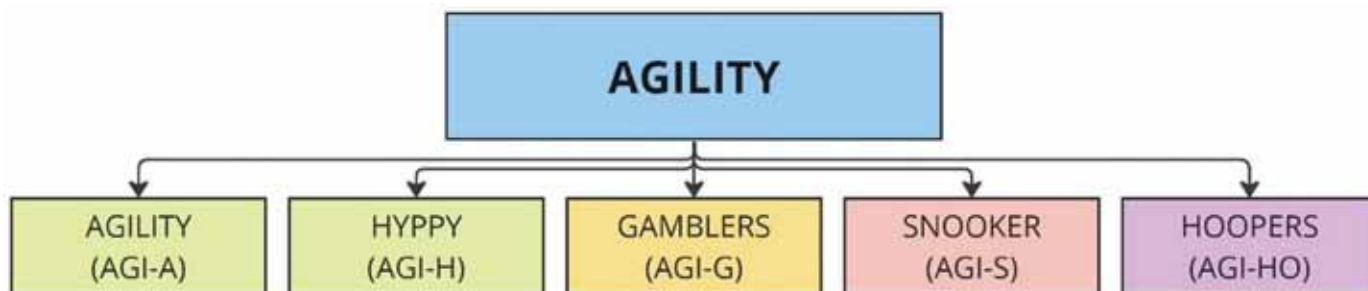 AGILITY
AGILITY
(AGI-A)
HYPPY
(AGI-H)
GAMBLERS
(AGI-G)
SNOOKER
(AGI-S)
HOOPERS
(AGI-HO)